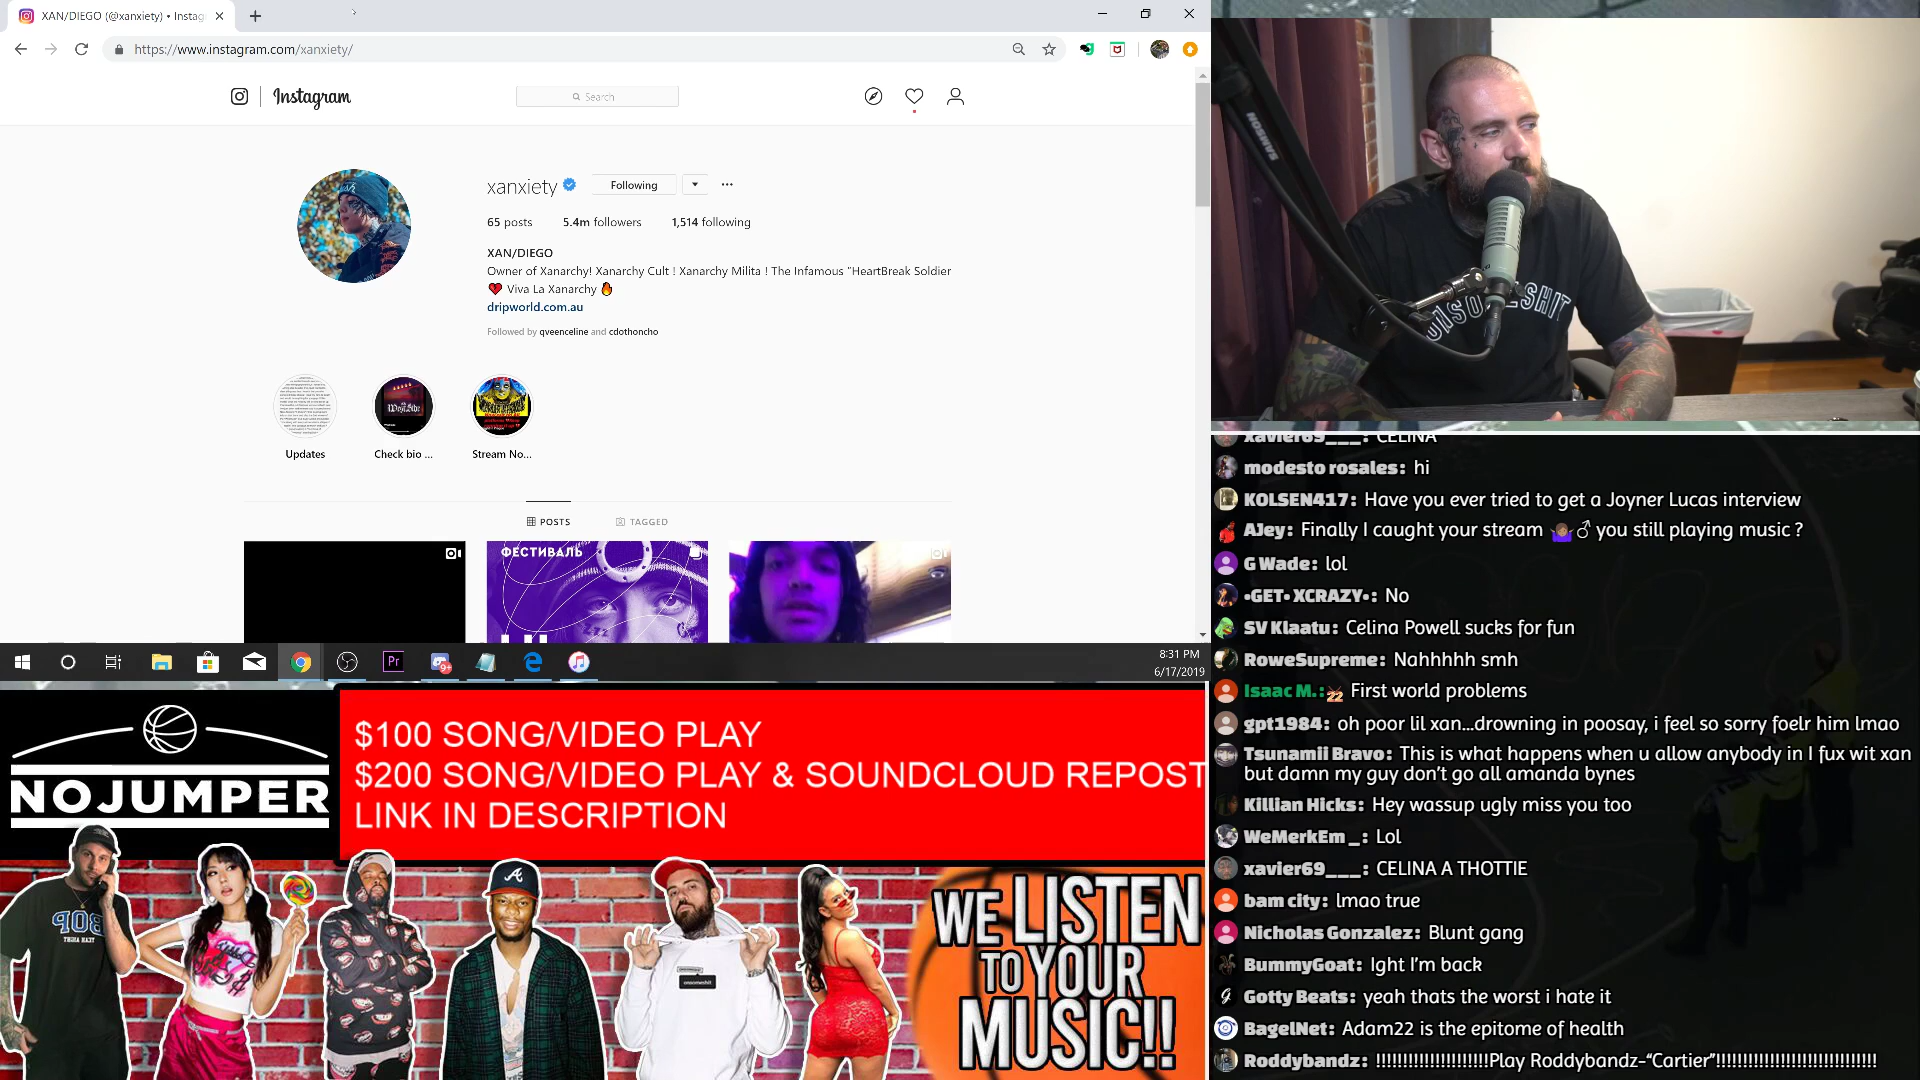 XAN/DIEGO (@xanxiety) • Instag
https://www.instagram.com/xanxiety/
Instagram
Search
xanxiety
Following
65 posts
5.4m followers
1,514 following
XAN/DIEGO
Owner of Xanarchy! Xanarchy Cult ! Xanarchy Milita ! The Infamous "HeartBreak Soldier
❤️ Viva La Xanarchy 🔥
dripworld.com.au
Followed by qveenceline and cdothoncho
Updates
Check bio ...
Stream No...
POSTS
TAGGED
ФЕСТИВАЛЬ
Pr
9+
8:31 PM
6/17/2019
NOJUMPER
$100 SONG/VIDEO PLAY
$200 SONG/VIDEO PLAY & SOUNDCLOUD REPOST
LINK IN DESCRIPTION
WE LISTEN
TO YOUR
MUSIC!!
A
onsomeshit
SAMSON
ONSOMESHIT
xavier69___: CELINA
modesto rosales: hi
KOLSEN417: Have you ever tried to get a Joyner Lucas interview
AJey: Finally I caught your stream 🤷🏾♂ you still playing music ?
G Wade: lol
•GET• XCRAZY•: No
SV Klaatu: Celina Powell sucks for fun
RoweSupreme: Nahhhhh smh
Isaac M.: First world problems
gpt1984: oh poor lil xan...drowning in poosay, i feel so sorry foelr him lmao
Tsunamii Bravo: This is what happens when u allow anybody in I fux wit xan
but damn my guy don't go all amanda bynes
Killian Hicks: Hey wassup ugly miss you too
WeMerkEm _: Lol
xavier69___: CELINA A THOTTIE
bam city: lmao true
Nicholas Gonzalez: Blunt gang
BummyGoat: Ight I'm back
Gotty Beats: yeah thats the worst i hate it
BagelNet: Adam22 is the epitome of health
Roddybandz: !!!!!!!!!!!!!!!!!!!!!Play Roddybandz-"Cartier"!!!!!!!!!!!!!!!!!!!!!!!!!!!!!!